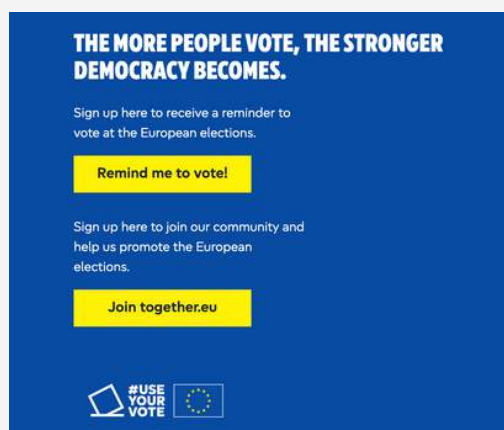 THE MORE PEOPLE VOTE, THE STRONGER
DEMOCRACY BECOMES.
Sign up here to receive a reminder to
vote at the European elections.
Remind me to vote!
Sign up here to join our community and
help us promote the European
elections.
Join together.eu
#USE
YOUR
VOTE